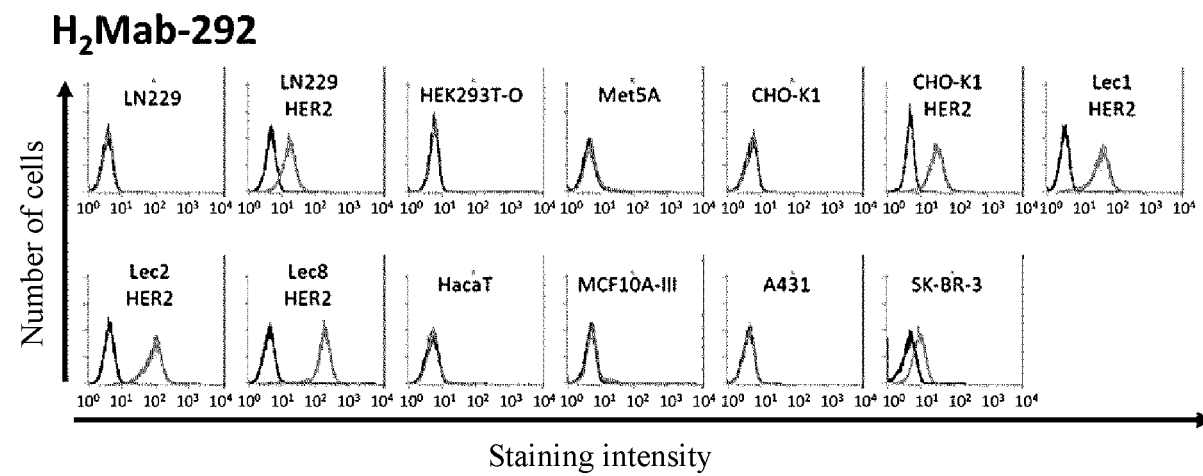 H₂Mab-292
LN229
LN229
HER2
HEK293T-O
Met5A
CHO-K1
CHO-K1
HER2
Lec1
HER2
10⁰ 10¹ 10² 10³ 10⁴ 10⁰ 10¹ 10² 10³ 10⁴ 10⁰ 10¹ 10² 10³ 10⁴ 10⁰ 10¹ 10² 10³ 10⁴ 10⁰ 10¹ 10² 10³ 10⁴ 10⁰ 10¹ 10² 10³ 10⁴ 10⁰ 10¹ 10² 10³ 10⁴
Number of cells
Lec2
HER2
Lec8
HER2
HacaT
MCF10A-III
A431
SK-BR-3
10⁰ 10¹ 10² 10³ 10⁴ 10⁰ 10¹ 10² 10³ 10⁴ 10⁰ 10¹ 10² 10³ 10⁴ 10⁰ 10¹ 10² 10³ 10⁴ 10⁰ 10¹ 10² 10³ 10⁴ 10⁰ 10¹ 10² 10³ 10⁴
Staining intensity